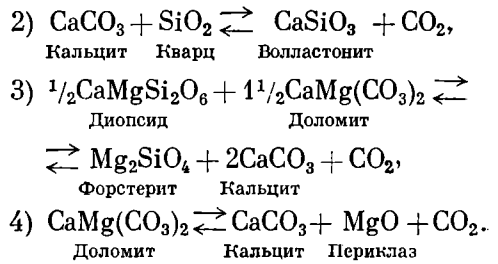 2) CaCO₃ + SiO₂ ⇄ CaSiO₃ + CO₂,
Кальцит Кварц Волластонит
3) ¹/₂CaMgSi₂O₆ + 1¹/₂CaMg(CO₃)₂ ⇄
Диопсид Доломит
⇄ Mg₂SiO₄ + 2CaCO₃ + CO₂,
Форстерит Кальцит
4) CaMg(CO₃)₂ ⇄ CaCO₃ + MgO + CO₂.
Доломит Кальцит Периклаз